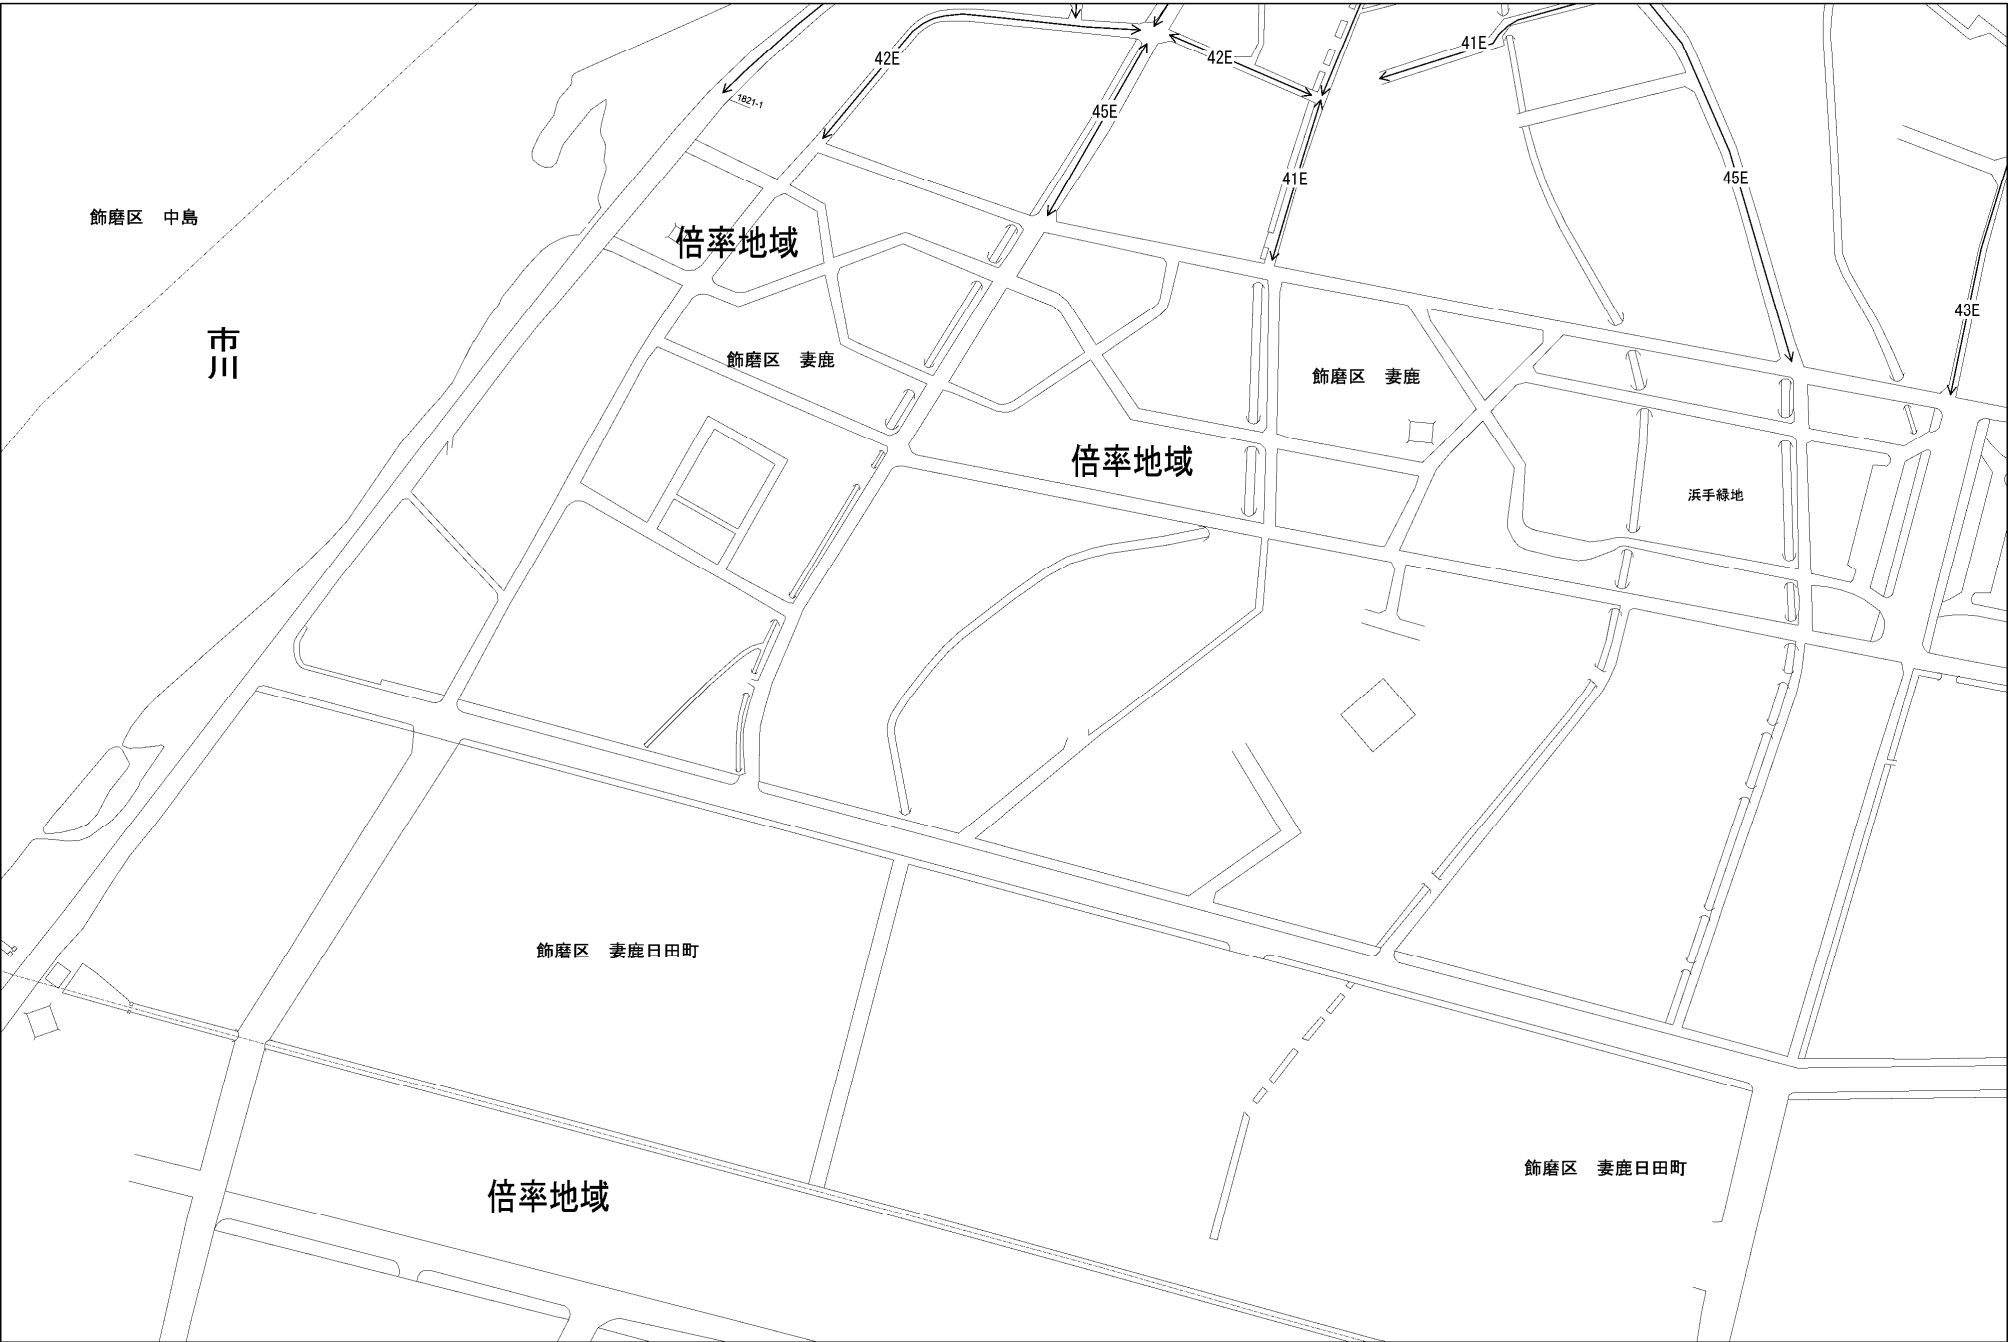 41E
42E
42E
1821-1
45E
45E
41E
飾磨区　中島
倍率地域
43E
市川
飾磨区　妻鹿
飾磨区　妻鹿
倍率地域
浜手緑地
飾磨区　妻鹿日田町
飾磨区　妻鹿日田町
倍率地域